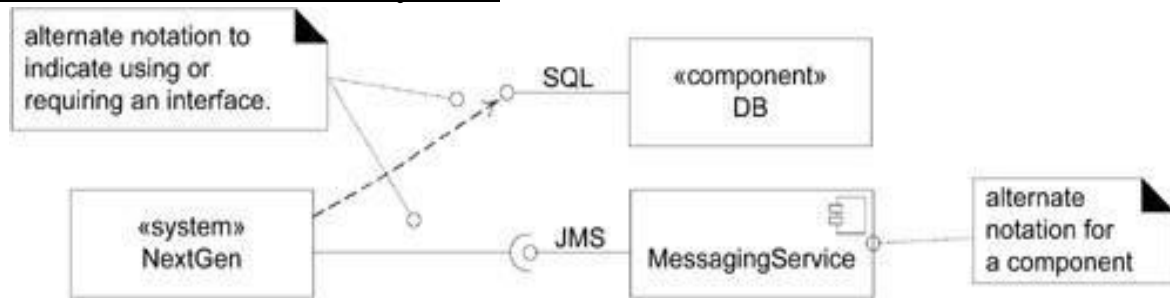 alternate notation to
indicate using or
requiring an interface.
SQL
«component»
DB
«system»
NextGen
JMS
MessagingService
alternate
notation for
a component